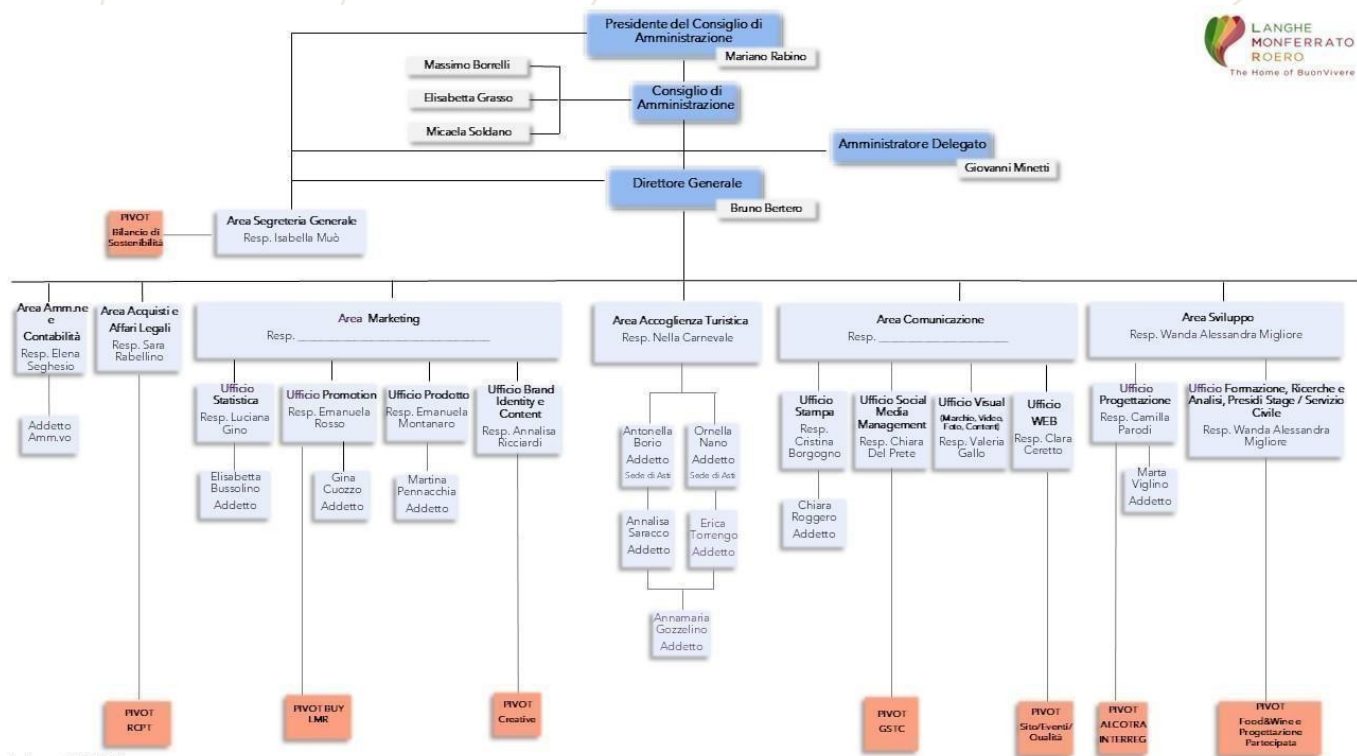 Presidente del Consiglio di
Amministrazione
Mariano Rabino
LANGHE
MONFERRATO
ROERO
The Home of BuonVivere
Massimo Borrelli
Elisabetta Grasso
Micaela Soldano
Consiglio di
Amministrazione
Amministratore Delegato
Giovanni Minetti
Direttore Generale
Bruno Bertero
PIVOT
Bilancio di
Sostenibilità
Area Segreteria Generale
Resp. Isabella Muò
Area Amm.ne
e
Contabilità
Resp. Elena
Seghesio
Addetto
Amm.vo
Area Acquisti e
Affari Legali
Resp. Sara
Rabellino
Area Marketing
Resp. ________________________
Ufficio
Statistica
Resp. Luciana
Gino
Elisabetta
Bussolino
Addetto
Ufficio Promotion
Resp. Emanuela
Rosso
Gina
Cuozzo
Addetto
Ufficio Prodotto
Resp. Emanuela
Montanaro
Martina
Pennacchia
Addetto
Ufficio Brand
Identity e
Content
Resp. Annalisa
Ricciardi
Area Accoglienza Turistica
Resp. Nella Carnevale
Antonella
Borio
Addetto
Sede di Asti
Ornella
Nano
Addetto
Sede di Asti
Annalisa
Saracco
Addetto
Erica
Torrengo
Addetto
Annamaria
Gozzelino
Addetto
Area Comunicazione
Resp. ____________________
Ufficio
Stampa
Resp.
Cristina
Borgogno
Chiara
Roggero
Addetto
Ufficio Social
Media
Management
Resp. Chiara
Del Prete
Ufficio Visual
(Marchio, Video,
Foto, Content)
Resp. Valeria
Gallo
Ufficio
WEB
Resp. Clara
Ceretto
Area Sviluppo
Resp. Wanda Alessandra Migliore
Ufficio
Progettazione
Resp. Camilla
Parodi
Marta
Viglino
Addetto
Ufficio Formazione, Ricerche e
Analisi, Presidi Stage / Servizio
Civile
Resp. Wanda Alessandra
Migliore
PIVOT
RCPT
PIVOT BUY
LMR
PIVOT
Creative
PIVOT
GSTC
PIVOT
Sito/Eventi/
Qualità
PIVOT
ALCOTRA
INTERREG
PIVOT
Food&Wine e
Progettazione
Partecipata